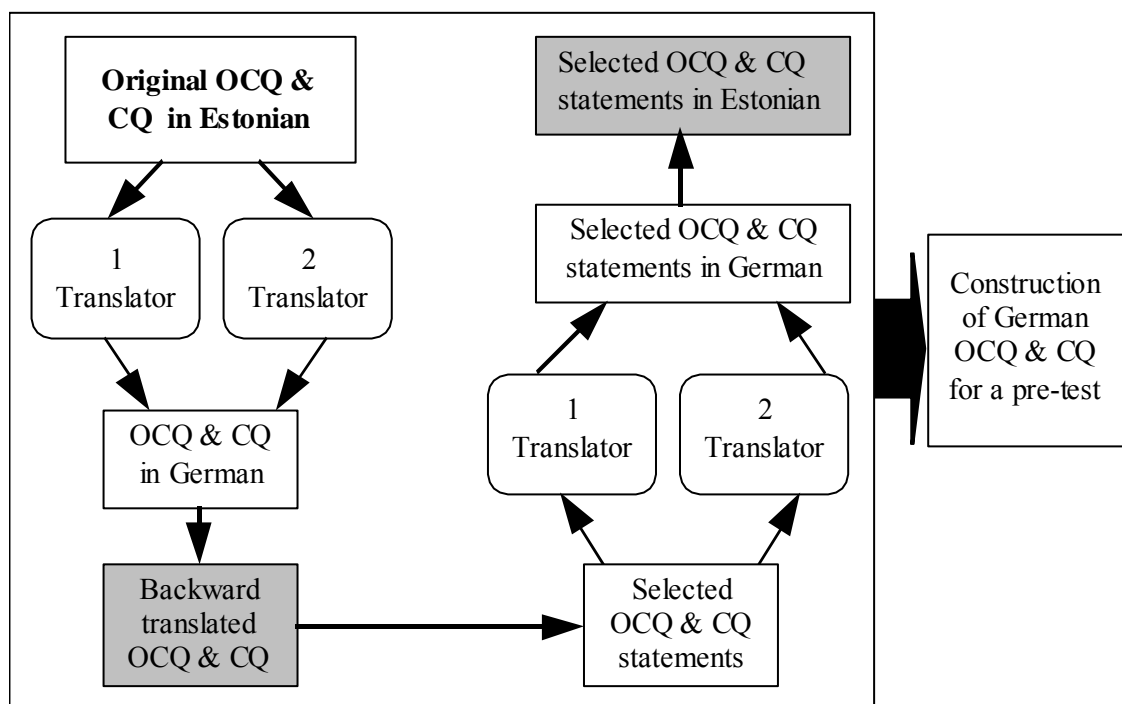 Original OCQ &
CQ in Estonian
1
Translator
2
Translator
OCQ & CQ
in German
Backward
translated
OCQ & CQ
Selected
OCQ & CQ
statements
1
Translator
2
Translator
Selected OCQ & CQ
statements in German
Selected OCQ & CQ
statements in Estonian
Construction
of German
OCQ & CQ
for a pre-test